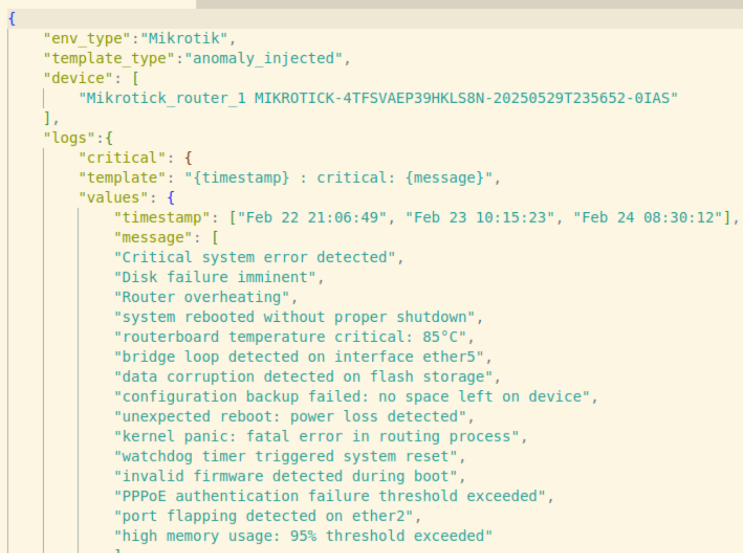 {
"env_type":"Mikrotik",
"template_type":"anomaly_injected",
"device": [
"Mikrotick_router_1 MIKROTICK-4TFSVAEP39HKLS8N-20250529T235652-0IAS"
],
"logs":{
"critical": {
"template": "{timestamp} : critical: {message}",
"values": {
"timestamp": ["Feb 22 21:06:49", "Feb 23 10:15:23", "Feb 24 08:30:12"],
"message": [
"Critical system error detected",
"Disk failure imminent",
"Router overheating",
"system rebooted without proper shutdown",
"routerboard temperature critical: 85°C",
"bridge loop detected on interface ether5",
"data corruption detected on flash storage",
"configuration backup failed: no space left on device",
"unexpected reboot: power loss detected",
"kernel panic: fatal error in routing process",
"watchdog timer triggered system reset",
"invalid firmware detected during boot",
"PPPoE authentication failure threshold exceeded",
"port flapping detected on ether2",
"high memory usage: 95% threshold exceeded"
]